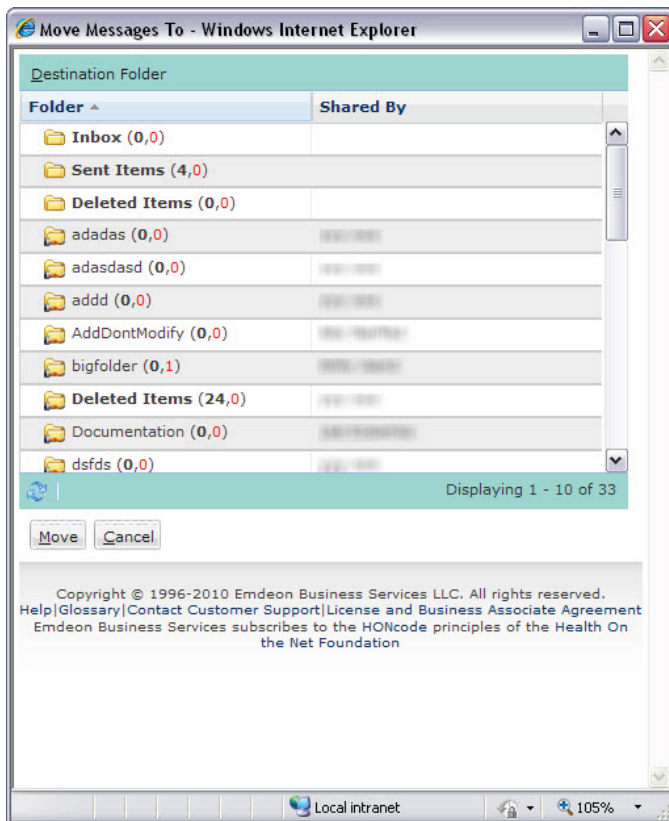 Move Messages To - Windows Internet Explorer
Destination Folder
Folder Shared By
Inbox (0,0)
Sent Items (4,0)
Deleted Items (0,0)
adadas (0,0)
adasdasd (0,0)
addd (0,0)
AddDontModify (0,0)
bigfolder (0,1)
Deleted Items (24,0)
Documentation (0,0)
dsfds (0,0)
Displaying 1 - 10 of 33
Move Cancel
Copyright © 1996-2010 Emdeon Business Services LLC. All rights reserved.
Help|Glossary|Contact Customer Support|License and Business Associate Agreement
Emdeon Business Services subscribes to the HONcode principles of the Health On
the Net Foundation
Local intranet 105%